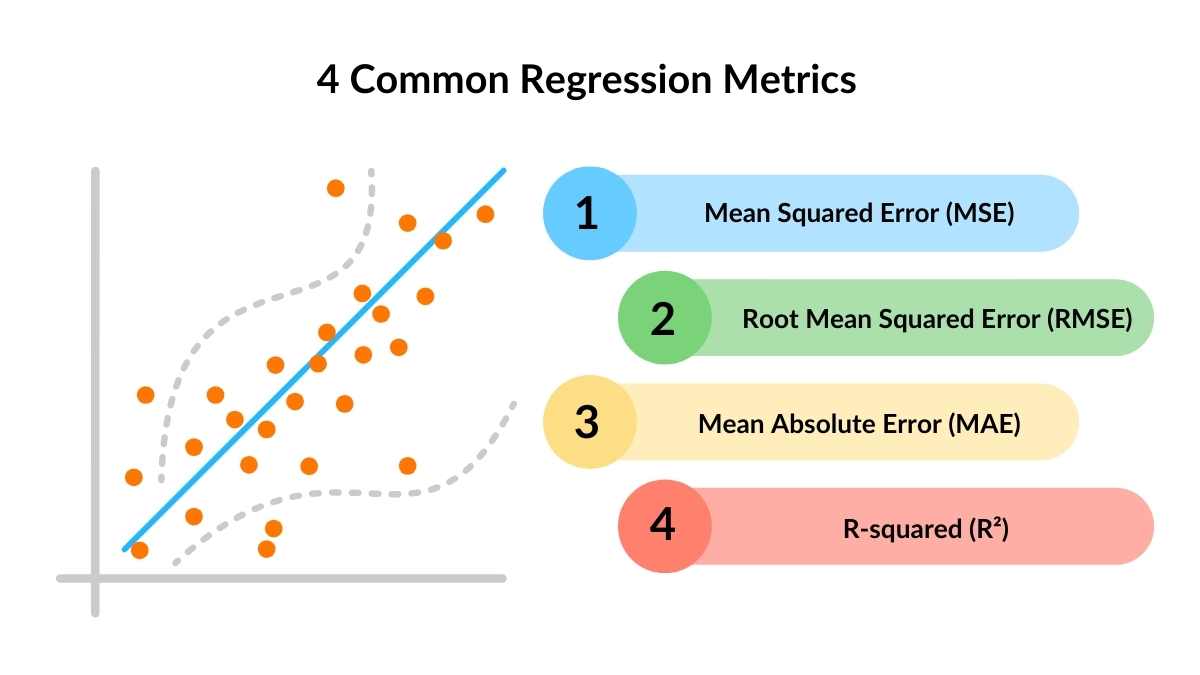 4 Common Regression Metrics
1
Mean Squared Error (MSE)
2
Root Mean Squared Error (RMSE)
3
Mean Absolute Error (MAE)
4
R-squared (R²)